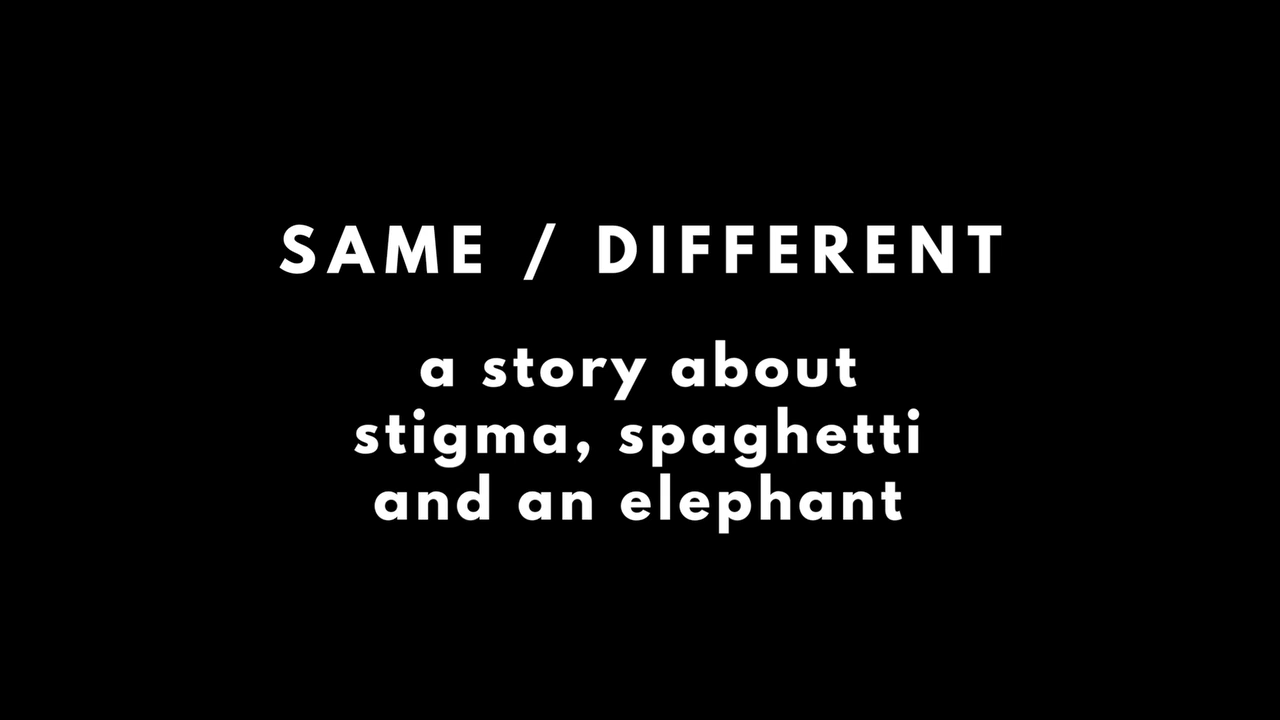 SAME / DIFFERENT
a story about
stigma, spaghetti
and an elephant